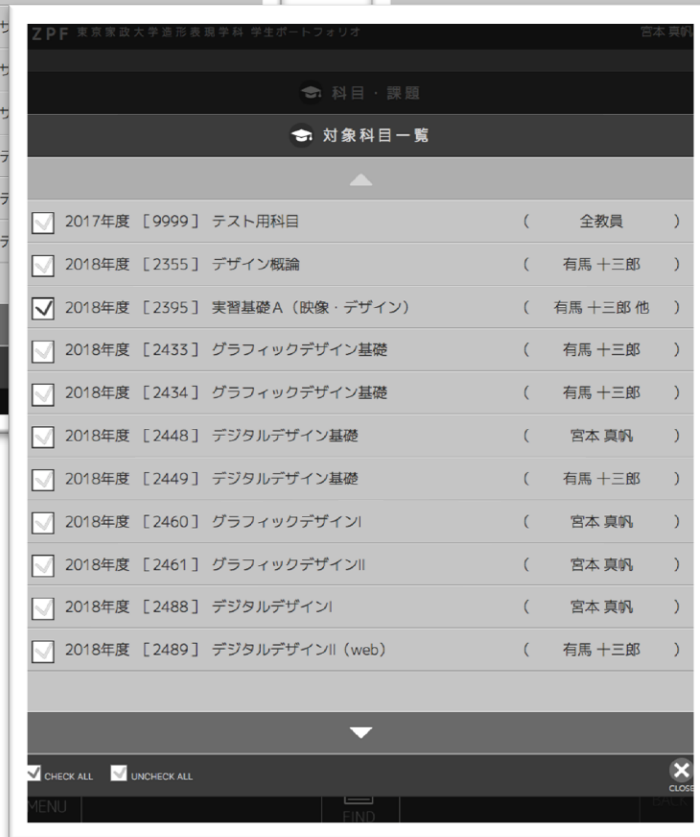 ZPF 東京家政大学造形表現学科 学生ポートフォリオ 宮本 真帆
科目・課題
対象科目一覧
2017年度 [9999] テスト用科目 ( 全教員 )
2018年度 [2355] デザイン概論 ( 有馬 十三郎 )
2018年度 [2395] 実習基礎A（映像・デザイン） ( 有馬 十三郎 他 )
2018年度 [2433] グラフィックデザイン基礎 ( 有馬 十三郎 )
2018年度 [2434] グラフィックデザイン基礎 ( 有馬 十三郎 )
2018年度 [2448] デジタルデザイン基礎 ( 宮本 真帆 )
2018年度 [2449] デジタルデザイン基礎 ( 有馬 十三郎 )
2018年度 [2460] グラフィックデザインI ( 宮本 真帆 )
2018年度 [2461] グラフィックデザインII ( 宮本 真帆 )
2018年度 [2488] デジタルデザインI ( 宮本 真帆 )
2018年度 [2489] デジタルデザインII（web） ( 有馬 十三郎 )
CHECK ALL UNCHECK ALL CLOSE
MENU FIND BACK